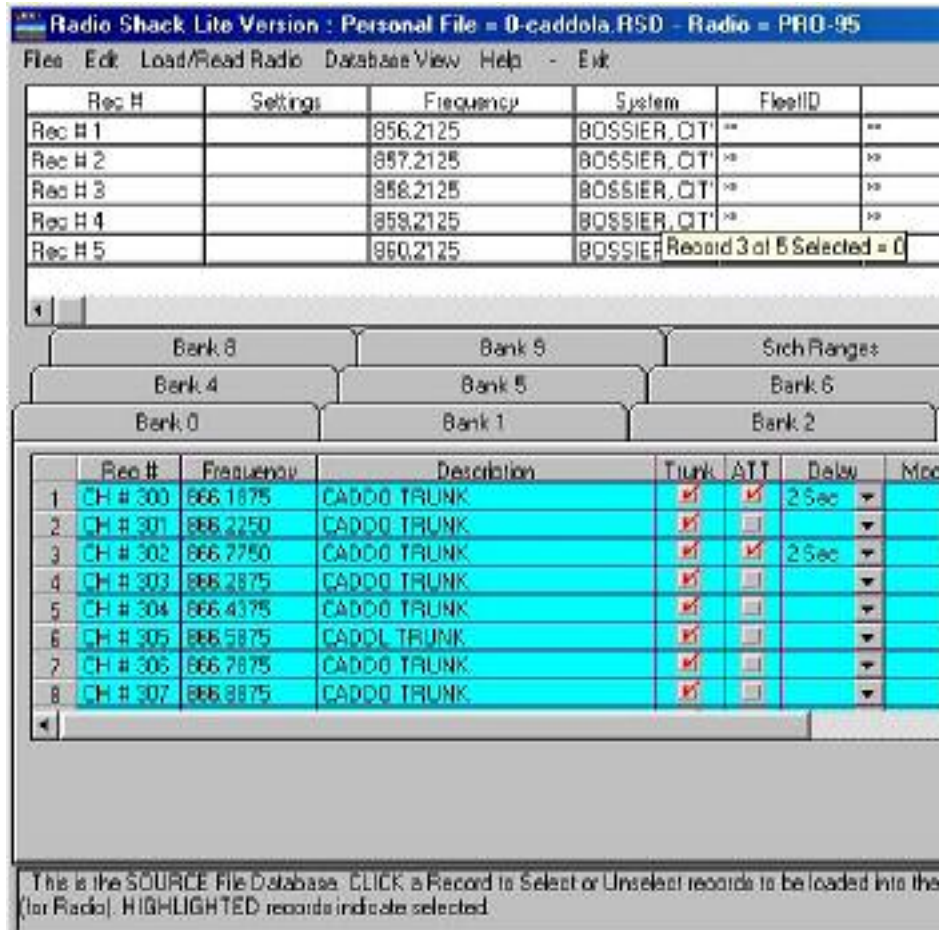 Radio Shack Lite Version : Personal File = 0-caddola.RSD - Radio = PRO-95
Files Edit Load/Read Radio Database View Help - Exit
Rec # Settings Frequency System FleetID
Rec # 1 856.2125 BOSSIER, CIT' ** **
Rec # 2 857.2125 BOSSIER, CIT' ** **
Rec # 3 858.2125 BOSSIER, CIT' ** **
Rec # 4 859.2125 BOSSIER, CIT' ** **
Rec # 5 860.2125 BOSSIER
Record 3 of 5 Selected = 0
Bank 8 Bank 9 Srch Ranges
Bank 4 Bank 5 Bank 6
Bank 0 Bank 1 Bank 2
Rec # Frequency Description Trunk ATT Delay Mod
1 CH # 300 866.1875 CADDO TRUNK 2 Sec
2 CH # 301 866.2250 CADDO TRUNK
3 CH # 302 866.7750 CADDO TRUNK 2 Sec
4 CH # 303 866.2875 CADDO TRUNK
5 CH # 304 866.4375 CADDO TRUNK
6 CH # 305 866.5875 CADDL TRUNK
7 CH # 306 866.7875 CADDO TRUNK
8 CH # 307 866.8875 CADDO TRUNK
This is the SOURCE File Database. CLICK a Record to Select or Unselect records to be loaded into the
(for Radio). HIGHLIGHTED records indicate selected.